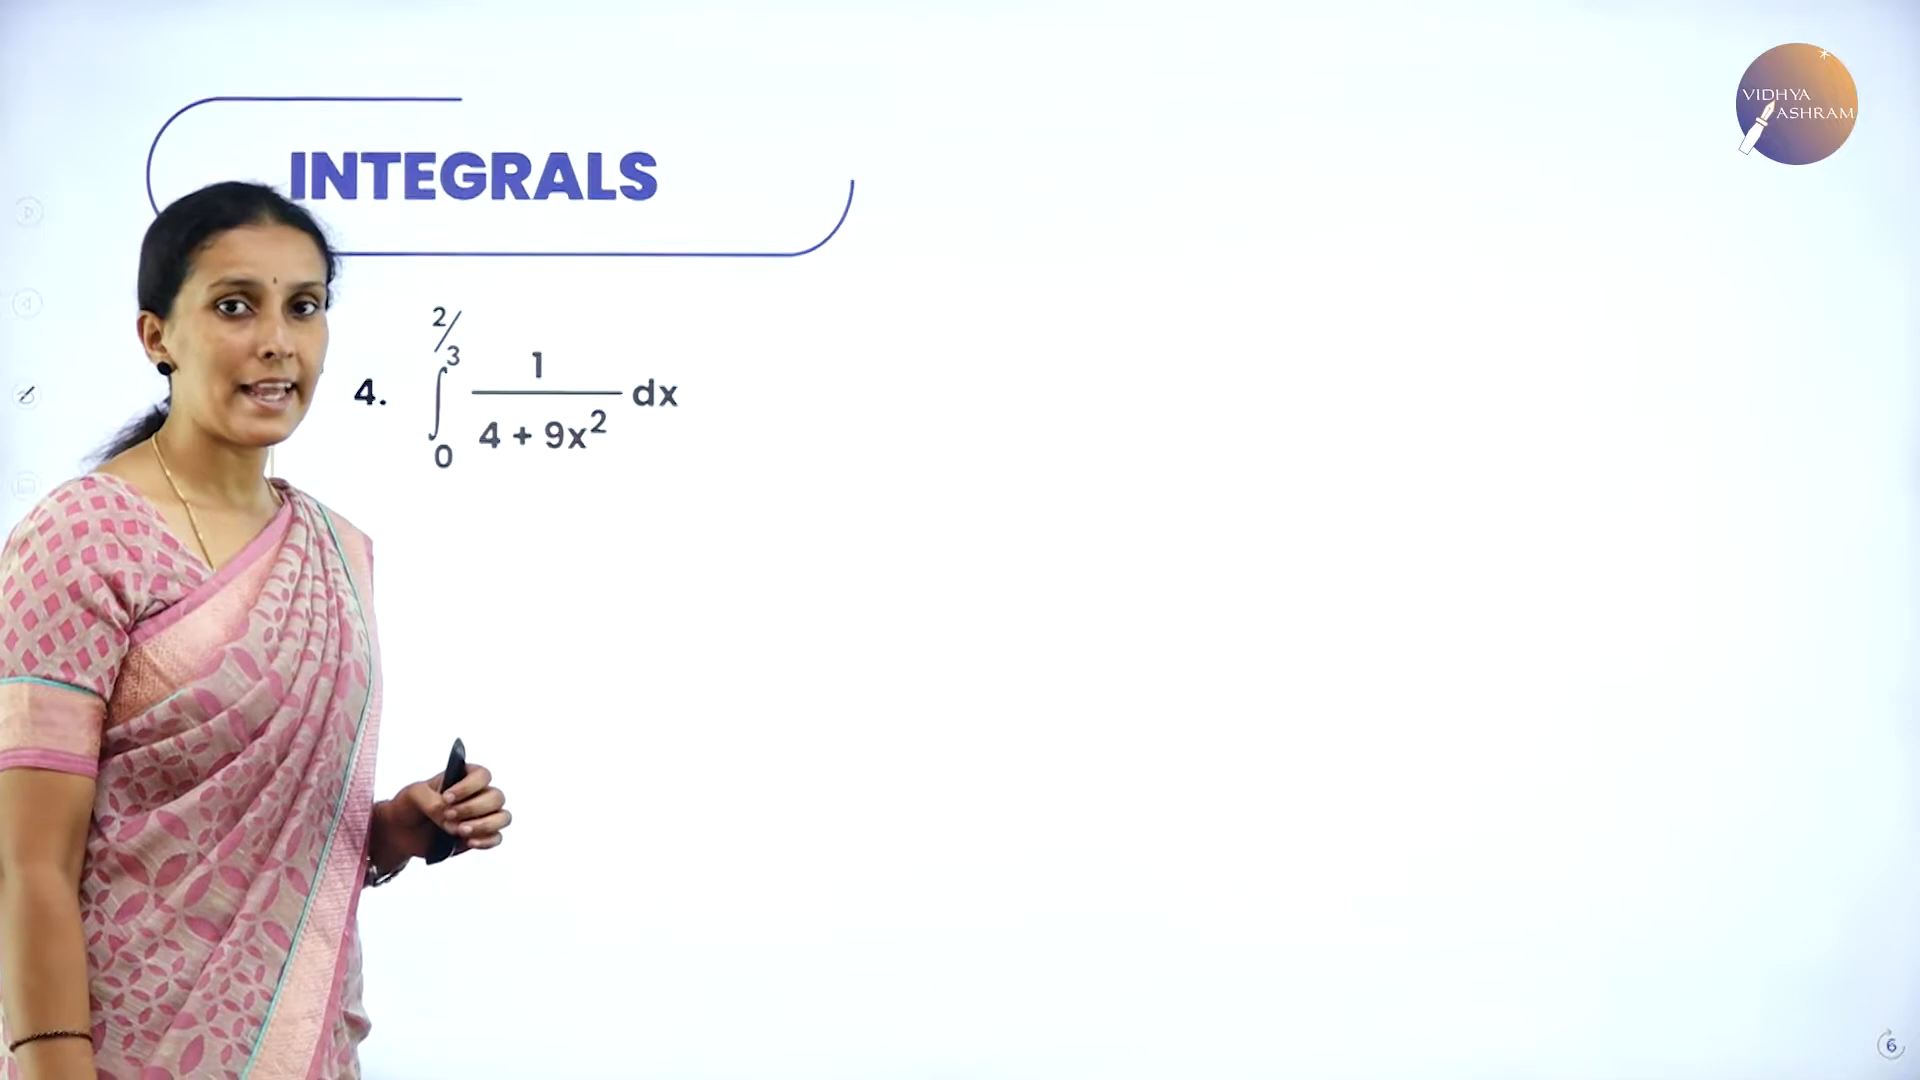 VIDHYA
ASHRAM
INTEGRALS
4. ∫₀^{2/3} 1/(4 + 9x²) dx
6